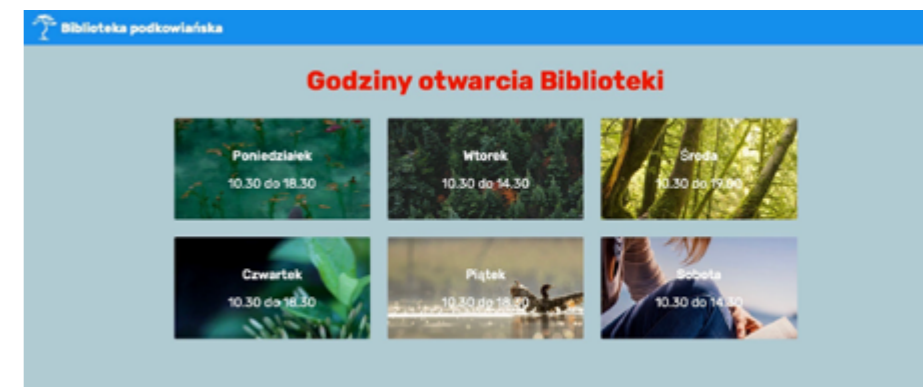 Biblioteka podkowiańska
Godziny otwarcia Biblioteki
Poniedziałek
10.30 do 18.30
Wtorek
10.30 do 14.30
Środa
10.30 do
Czwartek
10.30 do 18.30
Piątek
10.30 do 18.30
Sobota
10.30 do 14.30